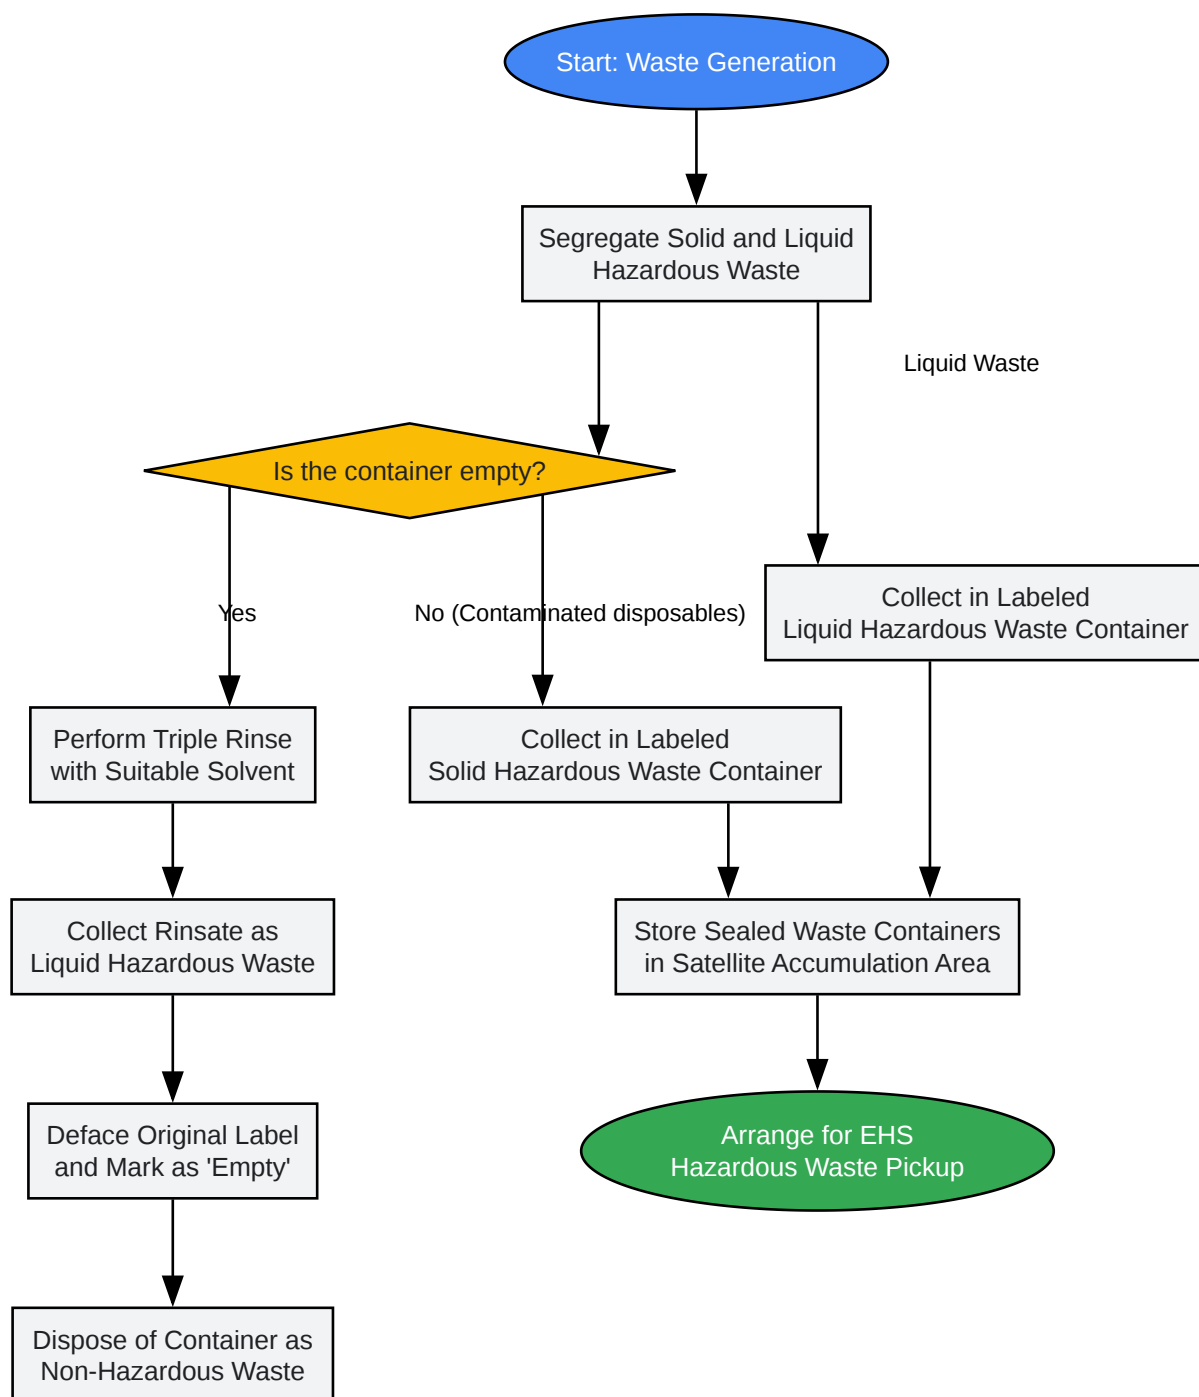 Start: Waste Generation
Segregate Solid and Liquid
Hazardous Waste
Liquid Waste
Is the container empty?
Yes
No (Contaminated disposables)
Collect in Labeled
Liquid Hazardous Waste Container
Perform Triple Rinse
with Suitable Solvent
Collect in Labeled
Solid Hazardous Waste Container
Collect Rinsate as
Liquid Hazardous Waste
Store Sealed Waste Containers
in Satellite Accumulation Area
Deface Original Label
and Mark as 'Empty'
Arrange for EHS
Hazardous Waste Pickup
Dispose of Container as
Non-Hazardous Waste